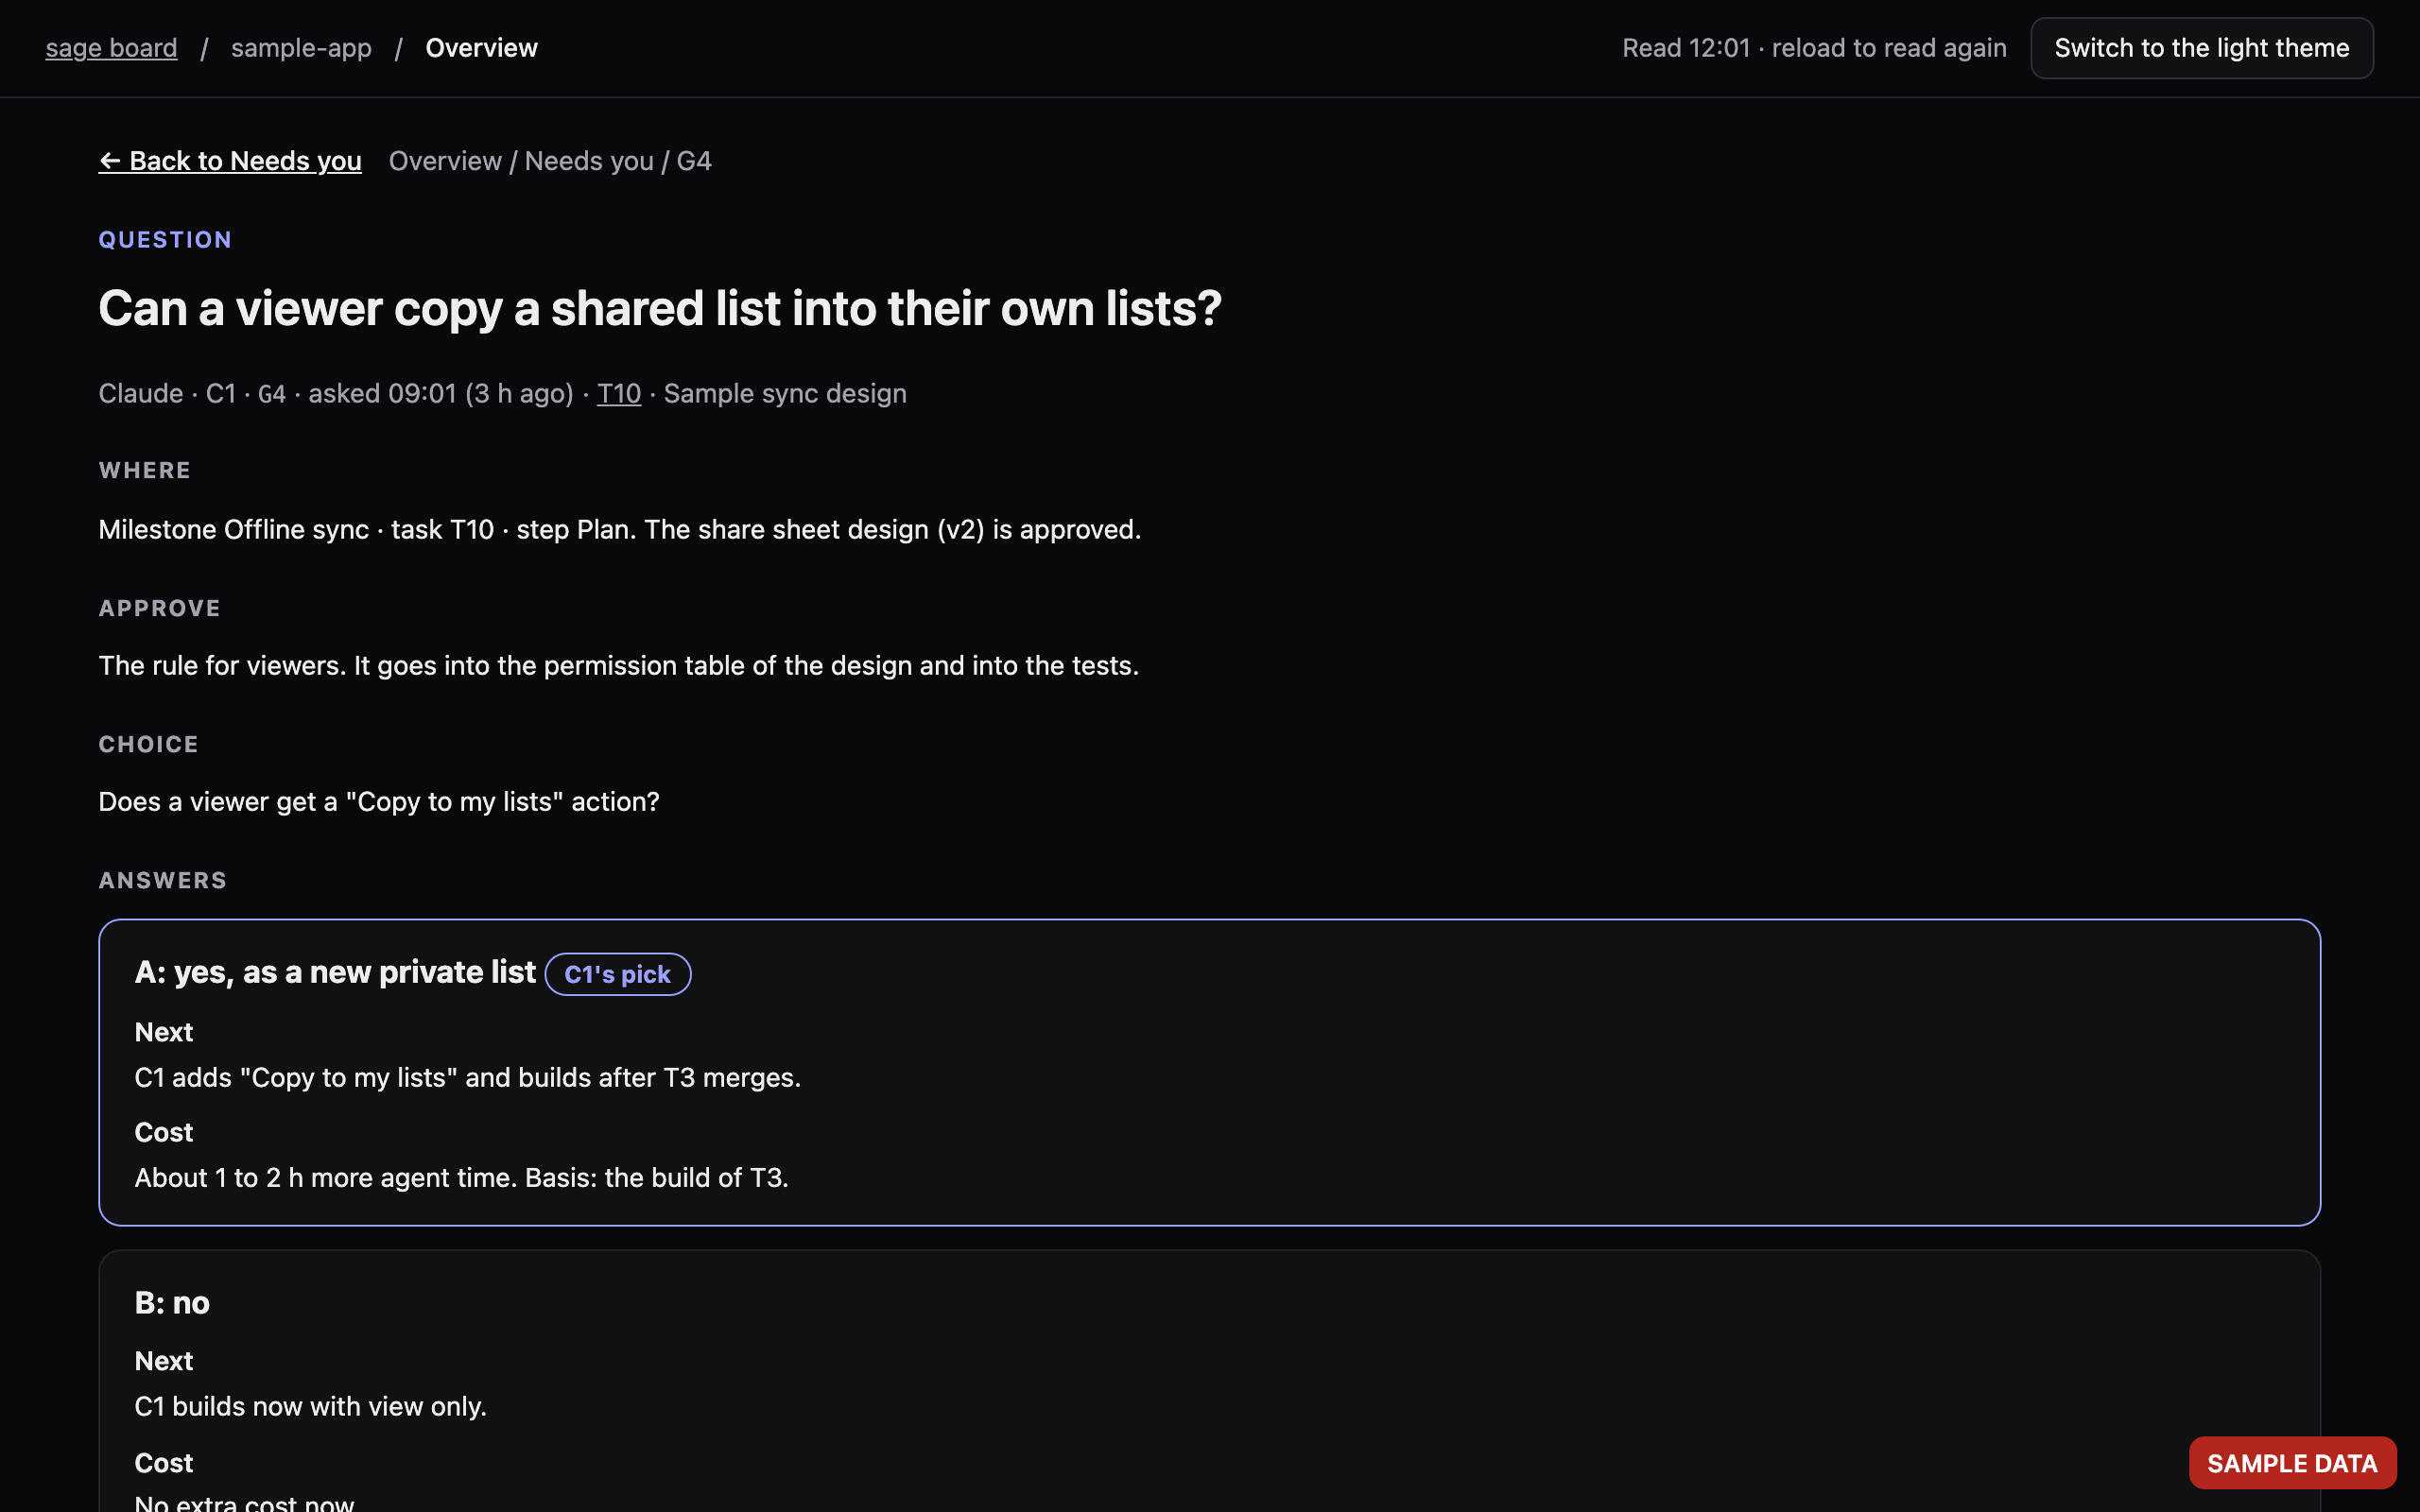 sage board / sample-app / Overview
Read 12:01 · reload to read again
Switch to the light theme
← Back to Needs you Overview / Needs you / G4
QUESTION
Can a viewer copy a shared list into their own lists?
Claude · C1 · G4 · asked 09:01 (3 h ago) · T10 · Sample sync design
WHERE
Milestone Offline sync · task T10 · step Plan. The share sheet design (v2) is approved.
APPROVE
The rule for viewers. It goes into the permission table of the design and into the tests.
CHOICE
Does a viewer get a "Copy to my lists" action?
ANSWERS
A: yes, as a new private list C1's pick
Next
C1 adds "Copy to my lists" and builds after T3 merges.
Cost
About 1 to 2 h more agent time. Basis: the build of T3.
B: no
Next
C1 builds now with view only.
Cost
No extra cost now
SAMPLE DATA